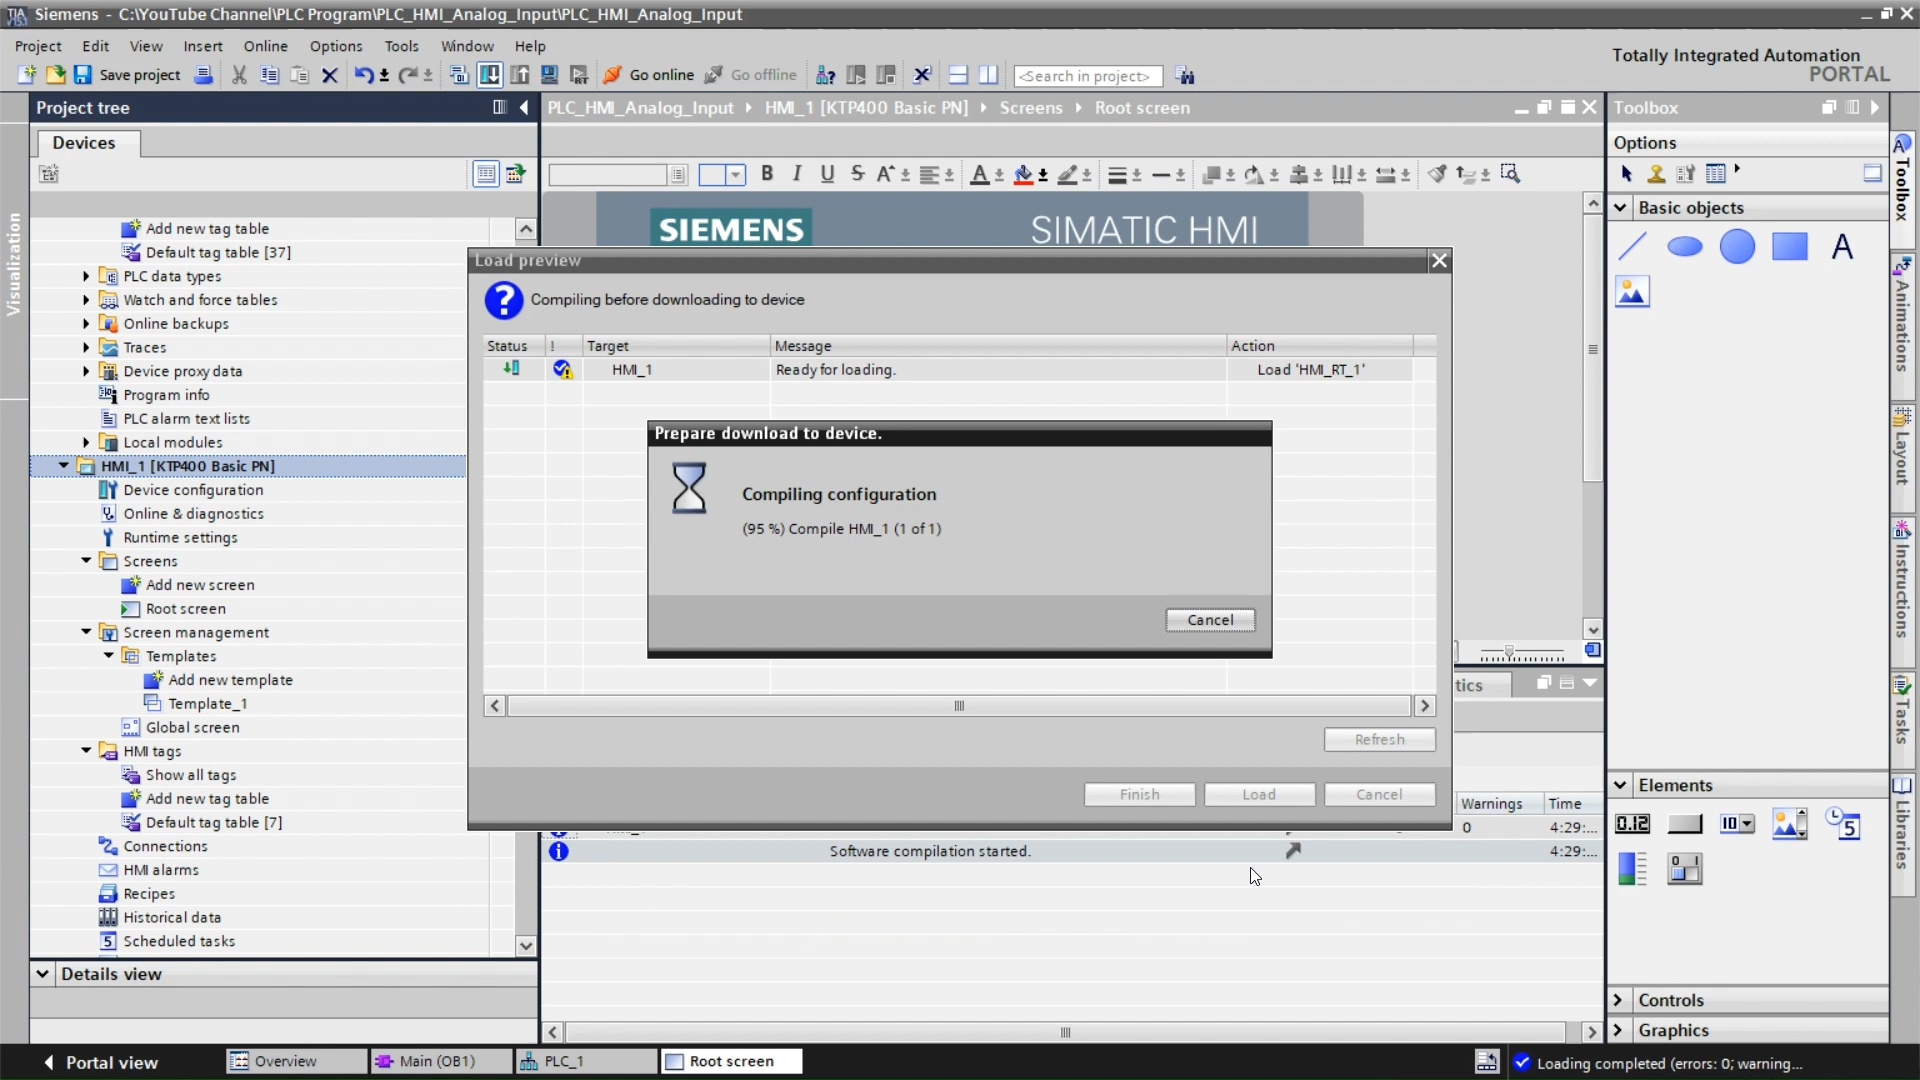 Siemens - C:\YouTube Channel\PLC Program\PLC_HMI_Analog_Input\PLC_HMI_Analog_Input
Project Edit View Insert Online Options Tools Window Help
Totally Integrated Automation
PORTAL
Save project Go online Go offline <Search in project>
Project tree
PLC_HMI_Analog_Input HMI_1 [KTP400 Basic PN] Screens Root screen
Toolbox
Devices
Options
Visualization
Basic objects
Add new tag table
Default tag table [37]
PLC data types
Watch and force tables
Online backups
Traces
Device proxy data
Program info
PLC alarm text lists
Local modules
HMI_1 [KTP400 Basic PN]
Device configuration
Online & diagnostics
Runtime settings
Screens
Add new screen
Root screen
Screen management
Templates
Add new template
Template_1
Global screen
HMI tags
Show all tags
Add new tag table
Default tag table [7]
Connections
HMI alarms
Recipes
Historical data
Scheduled tasks
Details view
SIEMENS SIMATIC HMI
Load preview
Compiling before downloading to device
Status ! Target Message Action
HMI_1 Ready for loading. Load 'HMI_RT_1'
Prepare download to device.
Compiling configuration
(95 %) Compile HMI_1 (1 of 1)
Cancel
Refresh
Finish Load Cancel
tics
Warnings Time
0 4:29:...
Software compilation started. 4:29:...
Elements
Controls
Graphics
Toolbox
Animations
Layout
Instructions
Tasks
Libraries
Portal view Overview Main (OB1) PLC_1 Root screen
Loading completed (errors: 0; warning...